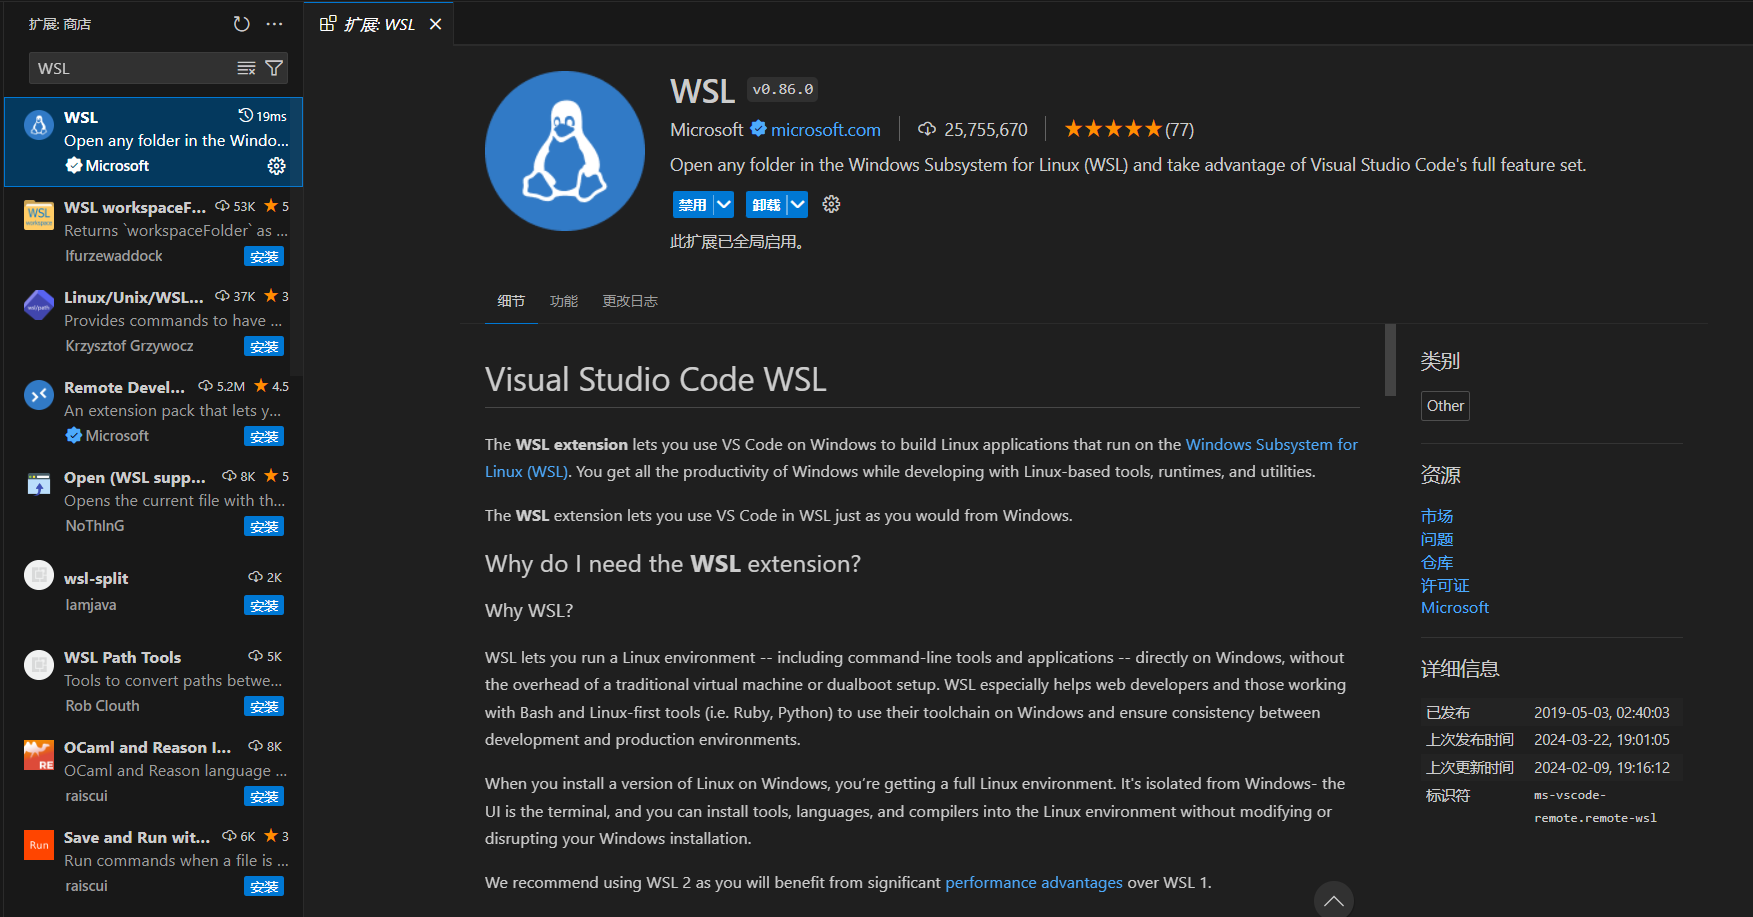 扩展: 商店
WSL
WSL 19ms
Open any folder in the Windo...
Microsoft
WSL workspaceF... 53K 5
Returns `workspaceFolder` as ...
lfurzewaddock 安装
Linux/Unix/WSL... 37K 3
Provides commands to have ...
Krzysztof Grzywocz 安装
Remote Devel... 5.2M 4.5
An extension pack that lets y...
Microsoft 安装
Open (WSL supp... 8K 5
Opens the current file with th...
NoThInG 安装
wsl-split 2K
Iamjava 安装
WSL Path Tools 5K
Tools to convert paths betwe...
Rob Clouth 安装
OCaml and Reason I... 8K
OCaml and Reason language ...
raiscui 安装
Save and Run wit... 6K 3
Run commands when a file is ...
raiscui 安装
扩展: WSL
WSL v0.86.0
Microsoft microsoft.com 25,755,670 (77)
Open any folder in the Windows Subsystem for Linux (WSL) and take advantage of Visual Studio Code's full feature set.
禁用 卸载
此扩展已全局启用。
细节 功能 更改日志
Visual Studio Code WSL
The WSL extension lets you use VS Code on Windows to build Linux applications that run on the Windows Subsystem for
Linux (WSL). You get all the productivity of Windows while developing with Linux-based tools, runtimes, and utilities.
The WSL extension lets you use VS Code in WSL just as you would from Windows.
Why do I need the WSL extension?
Why WSL?
WSL lets you run a Linux environment -- including command-line tools and applications -- directly on Windows, without
the overhead of a traditional virtual machine or dualboot setup. WSL especially helps web developers and those working
with Bash and Linux-first tools (i.e. Ruby, Python) to use their toolchain on Windows and ensure consistency between
development and production environments.
When you install a version of Linux on Windows, you’re getting a full Linux environment. It's isolated from Windows- the
UI is the terminal, and you can install tools, languages, and compilers into the Linux environment without modifying or
disrupting your Windows installation.
We recommend using WSL 2 as you will benefit from significant performance advantages over WSL 1.
类别
Other
资源
市场
问题
仓库
许可证
Microsoft
详细信息
已发布 2019-05-03, 02:40:03
上次发布时间 2024-03-22, 19:01:05
上次更新时间 2024-02-09, 19:16:12
标识符 ms-vscode-
remote.remote-wsl